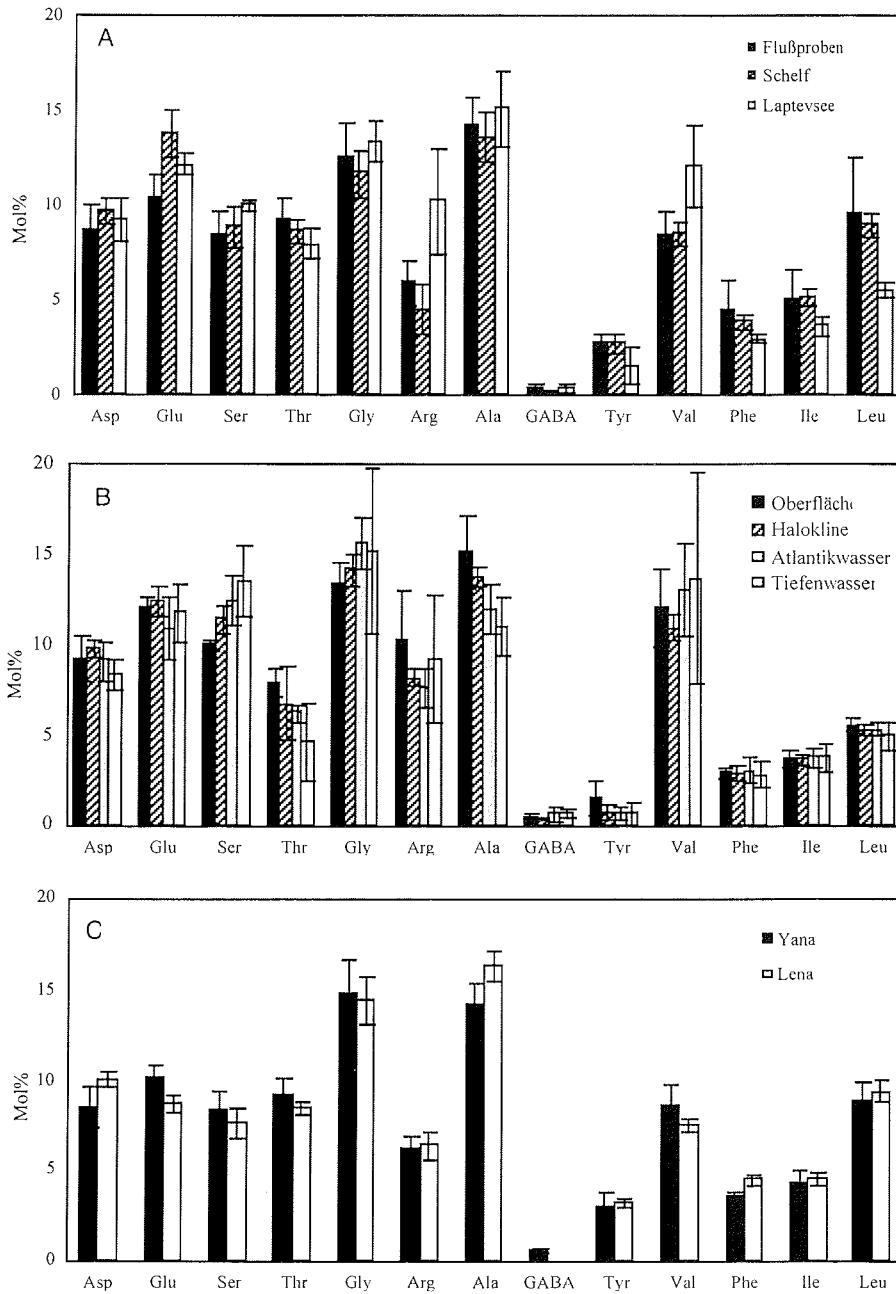 A
20
15
10
5
0
Mol%
Flußproben
Schelf
Laptevsee
Asp Glu Ser Thr Gly Arg Ala GABA Tyr Val Phe Ile Leu
B
20
15
10
5
0
Mol%
Oberfläch
Halokline
Atlantikwasser
Tiefenwasser
Asp Glu Ser Thr Gly Arg Ala GABA Tyr Val Phe Ile Leu
C
20
15
10
5
0
Mol%
Yana
Lena
Asp Glu Ser Thr Gly Arg Ala GABA Tyr Val Phe Ile Leu